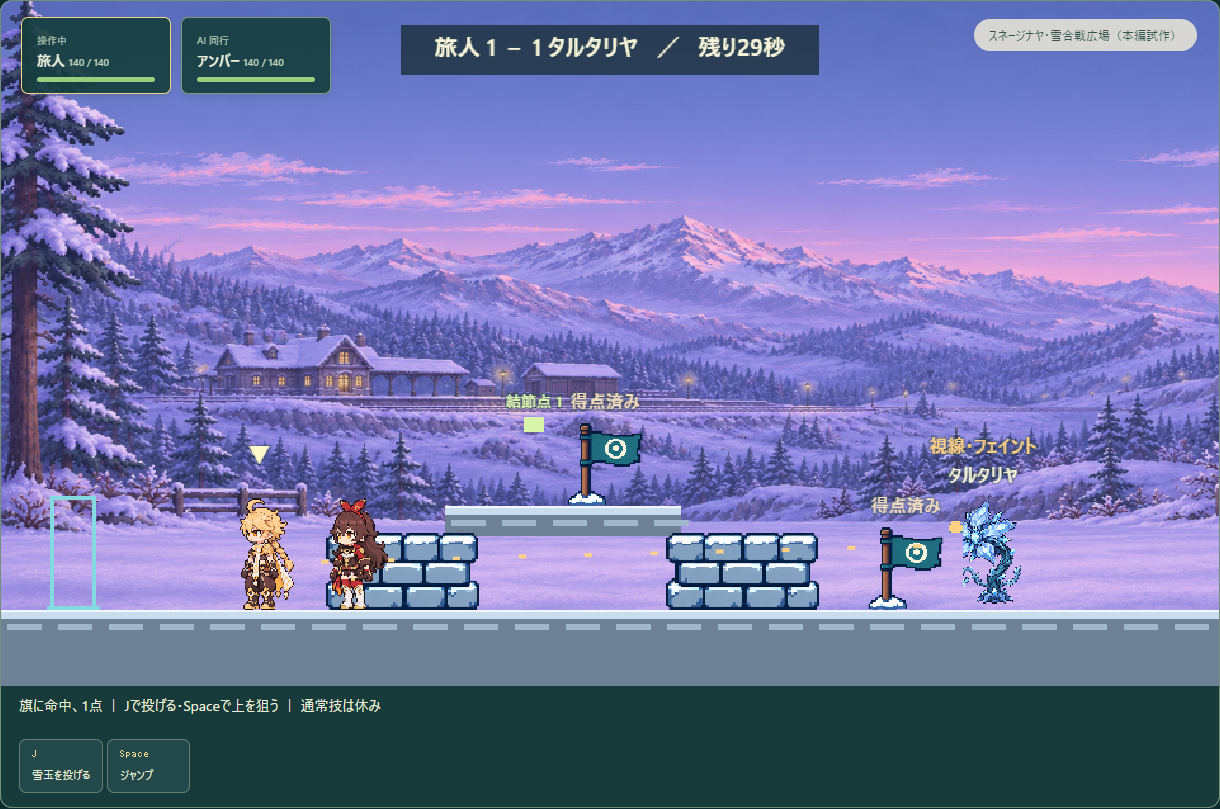 操作中
旅人 140 / 140
AI 同行
アンバー 140 / 140
旅人 1 – 1 タルタリヤ ／ 残り29秒
スネージナヤ・雪合戦広場（本編試作）
結節点 1 得点済み
視線・フェイント
タルタリヤ
得点済み
旗に命中、1点 | Jで投げる・Spaceで上を狙う | 通常技は休み
J
雪玉を投げる
Space
ジャンプ